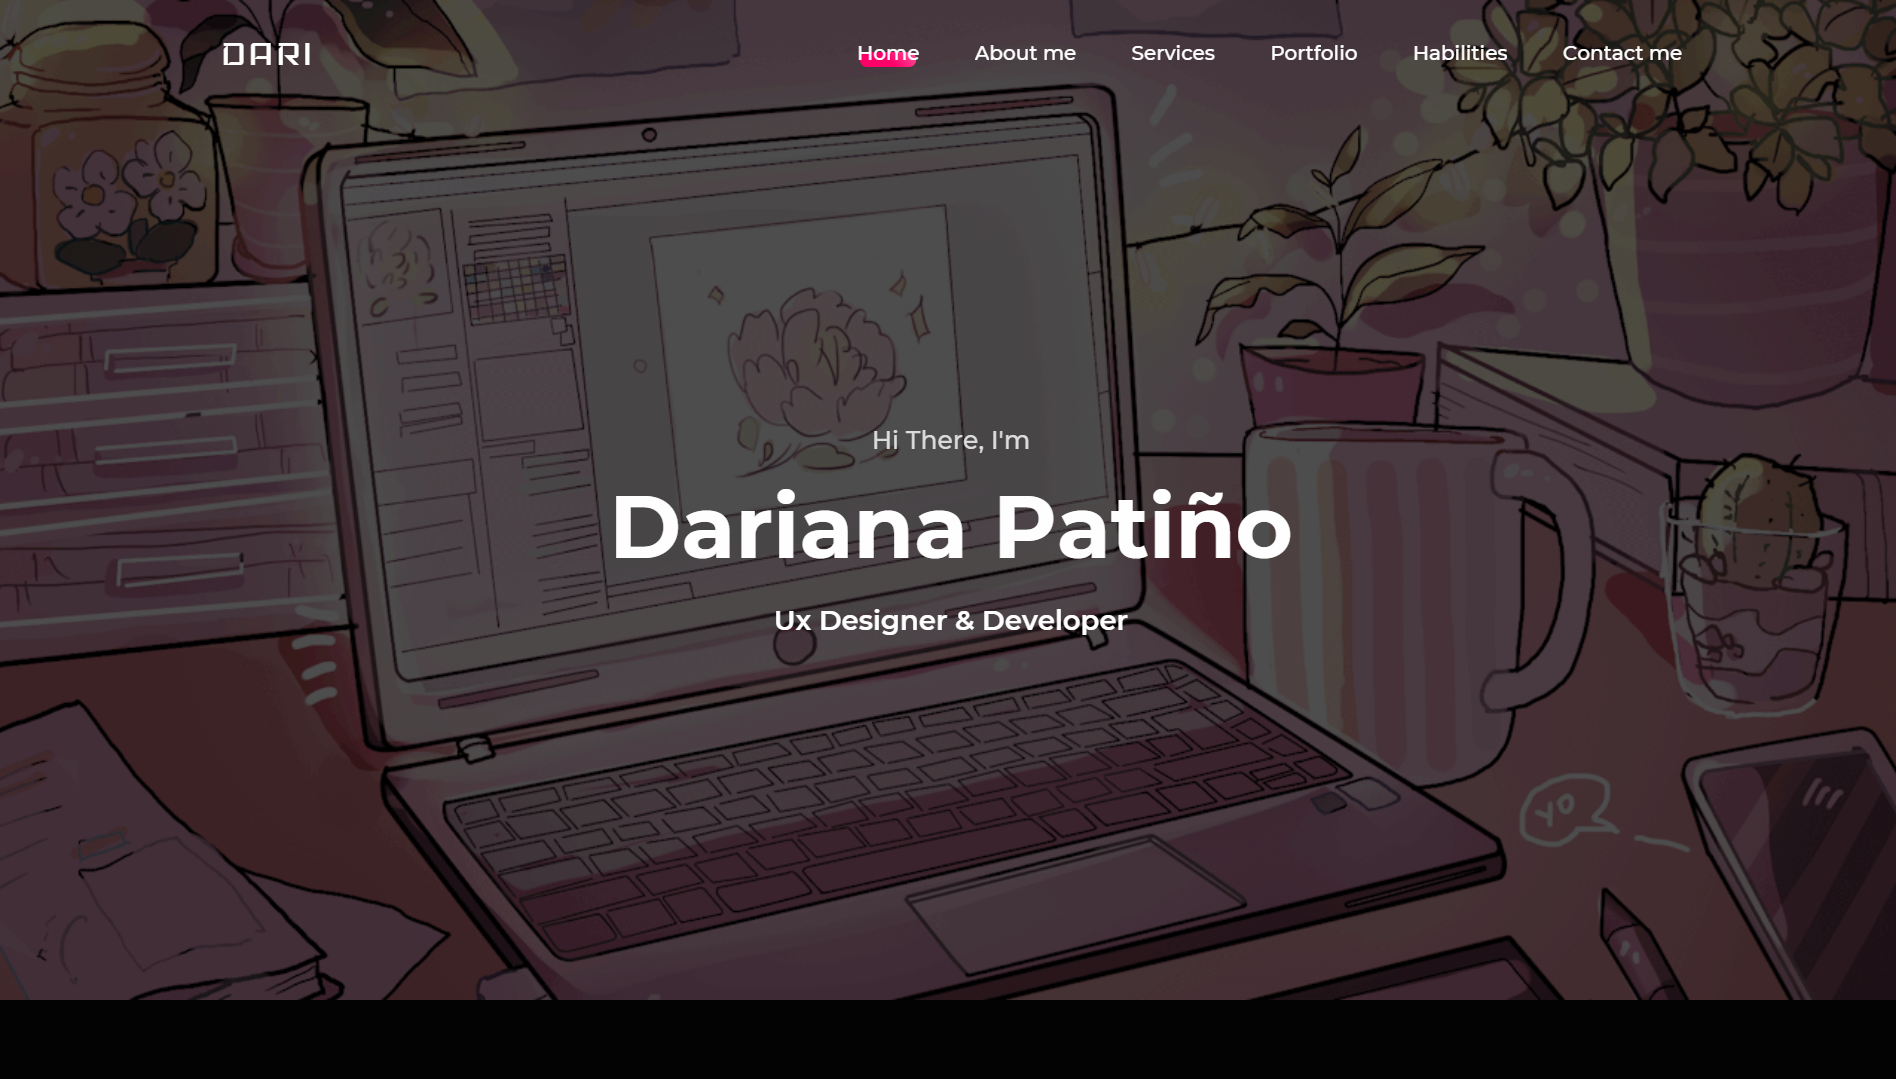 DARI
Home
About me
Services
Portfolio
Habilities
Contact me
Hi There, I'm
Dariana Patiño
Ux Designer & Developer
YO